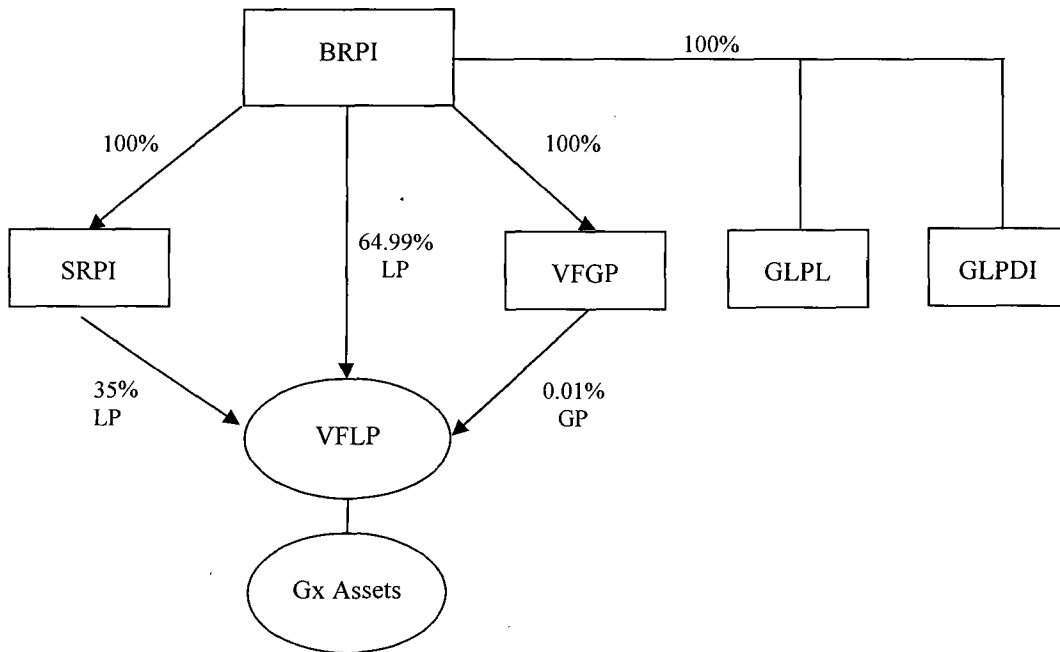 BRPI
100%
100%
100%
64.99%
LP
SRPI
VFGP
GLPL
GLPDI
35%
LP
0.01%
GP
VFLP
Gx Assets